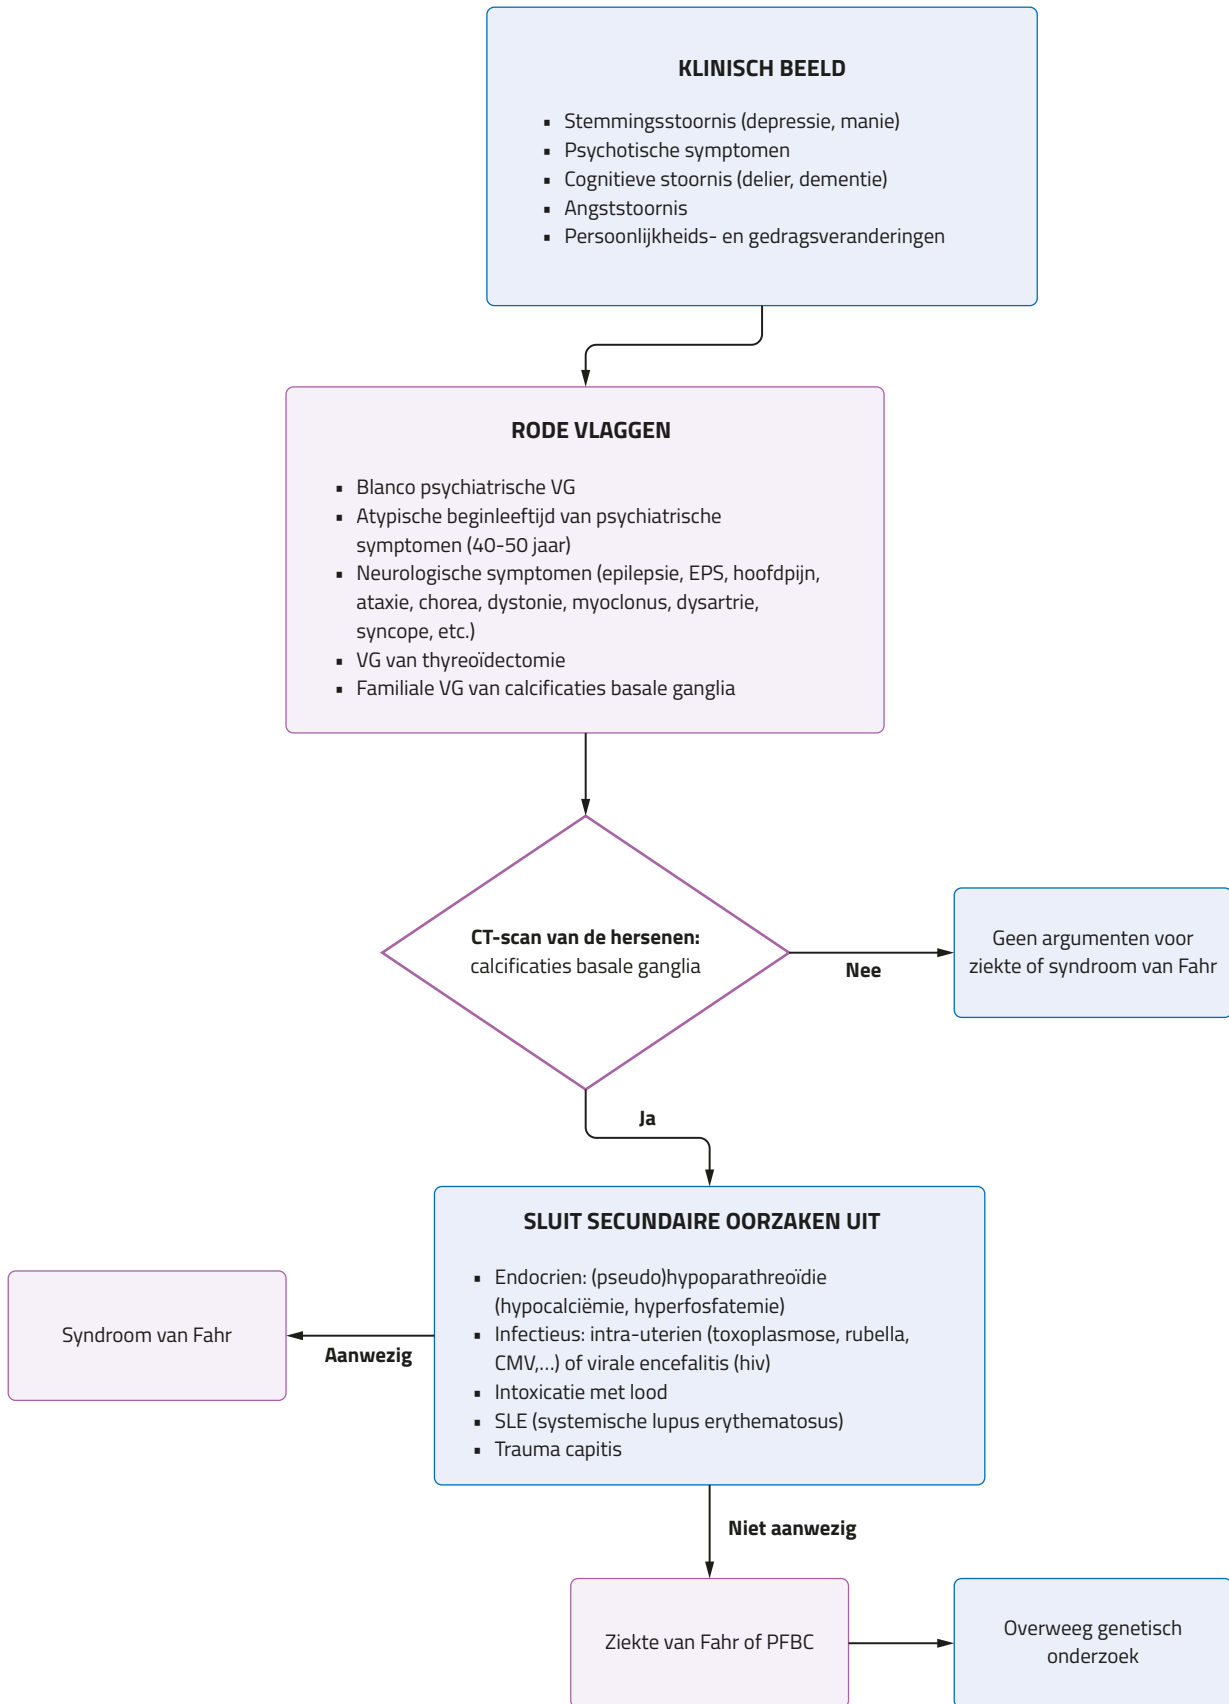 KLINISCH BEELD
▪ Stemmingsstoornis (depressie, manie)
▪ Psychotische symptomen
▪ Cognitieve stoornis (delier, dementie)
▪ Angststoornis
▪ Persoonlijkheids- en gedragsveranderingen
RODE VLAGGEN
▪ Blanco psychiatrische VG
▪ Atypische beginleeftijd van psychiatrische
symptomen (40-50 jaar)
▪ Neurologische symptomen (epilepsie, EPS, hoofdpijn,
ataxie, chorea, dystonie, myoclonus, dysartrie,
syncope, etc.)
▪ VG van thyreoïdectomie
▪ Familiale VG van calcificaties basale ganglia
CT-scan van de hersenen:
calcificaties basale ganglia
Nee
Geen argumenten voor
ziekte of syndroom van Fahr
Ja
SLUIT SECUNDAIRE OORZAKEN UIT
▪ Endocrien: (pseudo)hypoparathreoïdie
(hypocalciëmie, hyperfosfatemie)
▪ Infectieus: intra-uterien (toxoplasmose, rubella,
CMV,...) of virale encefalitis (hiv)
▪ Intoxicatie met lood
▪ SLE (systemische lupus erythematosus)
▪ Trauma capitis
Aanwezig
Syndroom van Fahr
Niet aanwezig
Ziekte van Fahr of PFBC
Overweeg genetisch
onderzoek